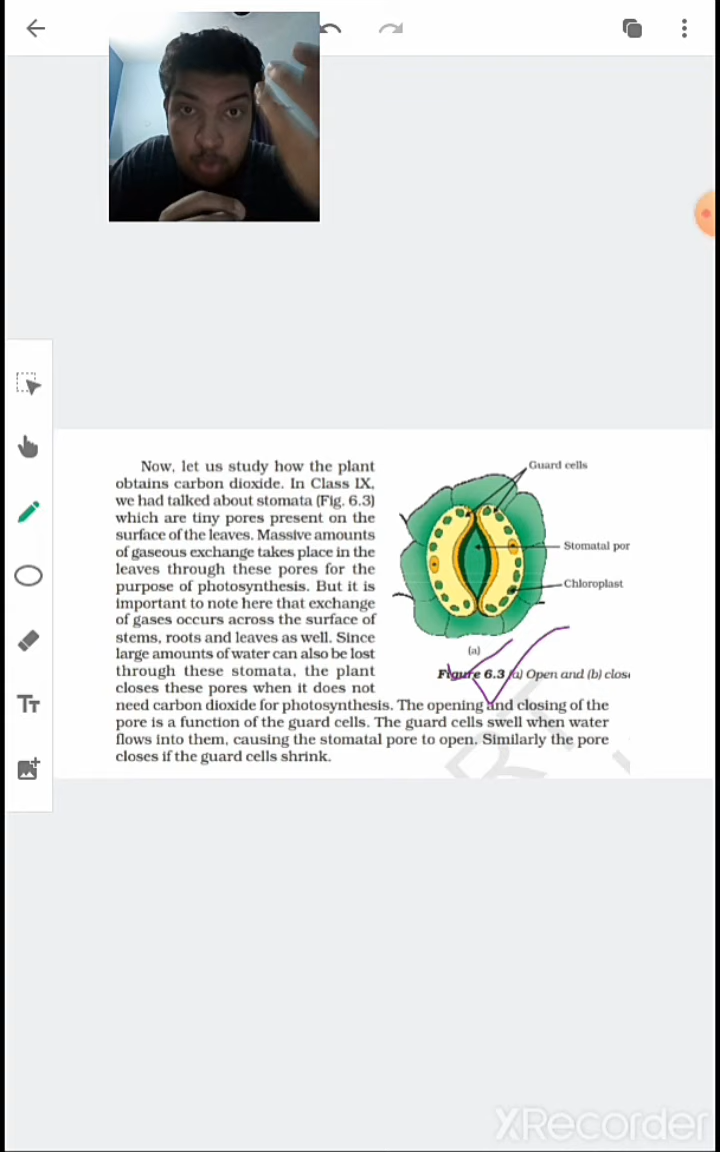 Now, let us study how the plant
obtains carbon dioxide. In Class IX,
we had talked about stomata (Fig. 6.3)
which are tiny pores present on the
surface of the leaves. Massive amounts
of gaseous exchange takes place in the
leaves through these pores for the
purpose of photosynthesis. But it is
important to note here that exchange
of gases occurs across the surface of
stems, roots and leaves as well. Since
large amounts of water can also be lost
through these stomata, the plant
closes these pores when it does not
need carbon dioxide for photosynthesis. The opening and closing of the
pore is a function of the guard cells. The guard cells swell when water
flows into them, causing the stomatal pore to open. Similarly the pore
closes if the guard cells shrink.
Guard cells
Stomatal por
Chloroplast
(a)
Figure 6.3 (a) Open and (b) clos
TT
XRecorder